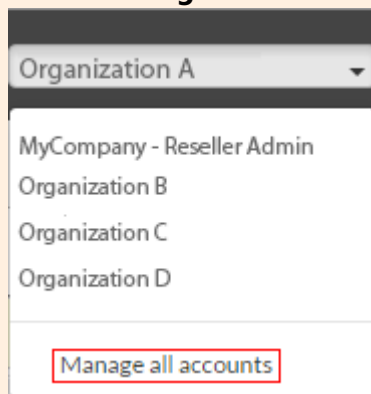 Organization A
MyCompany - Reseller Admin
Organization B
Organization C
Organization D
Manage all accounts